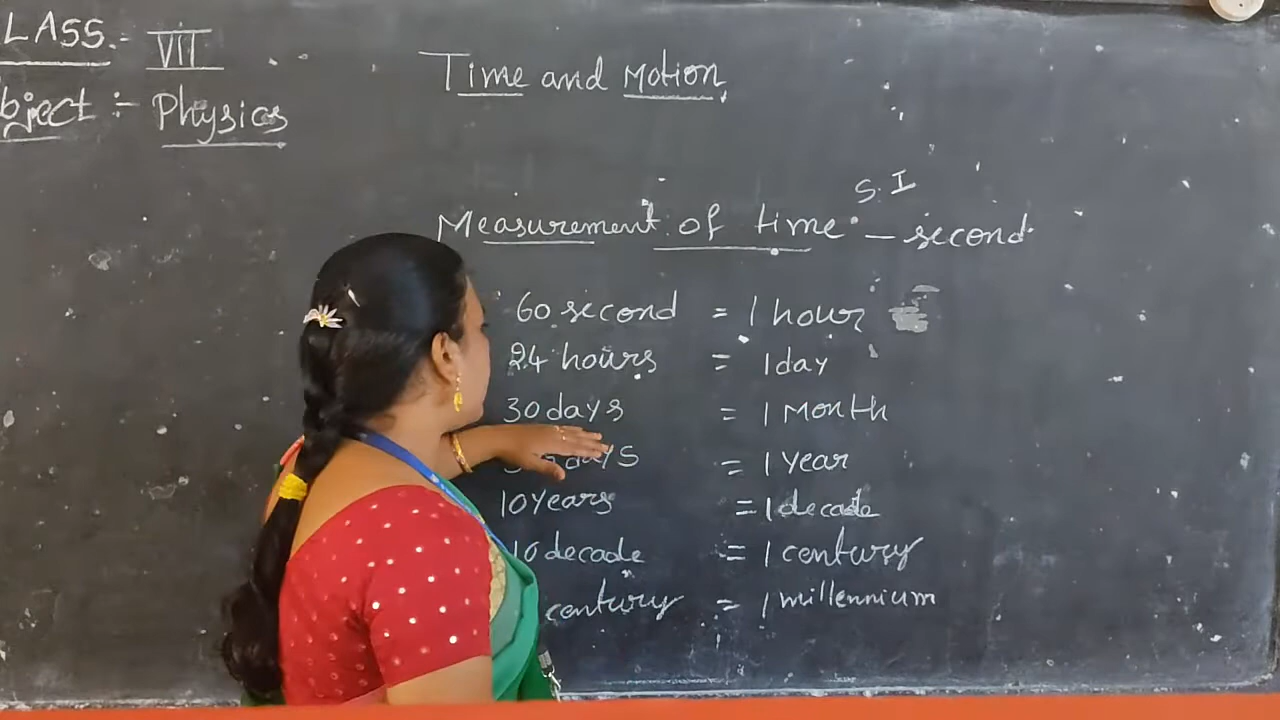 LASS :- VII
bject :- Physics
Time and Motion
S.I
Measurement of time - second
60 second = 1 hour
24 hours = 1 day
30 days = 1 Month
days = 1 Year
10 Years = 1 decade
10 decade = 1 century
century = 1 millennium